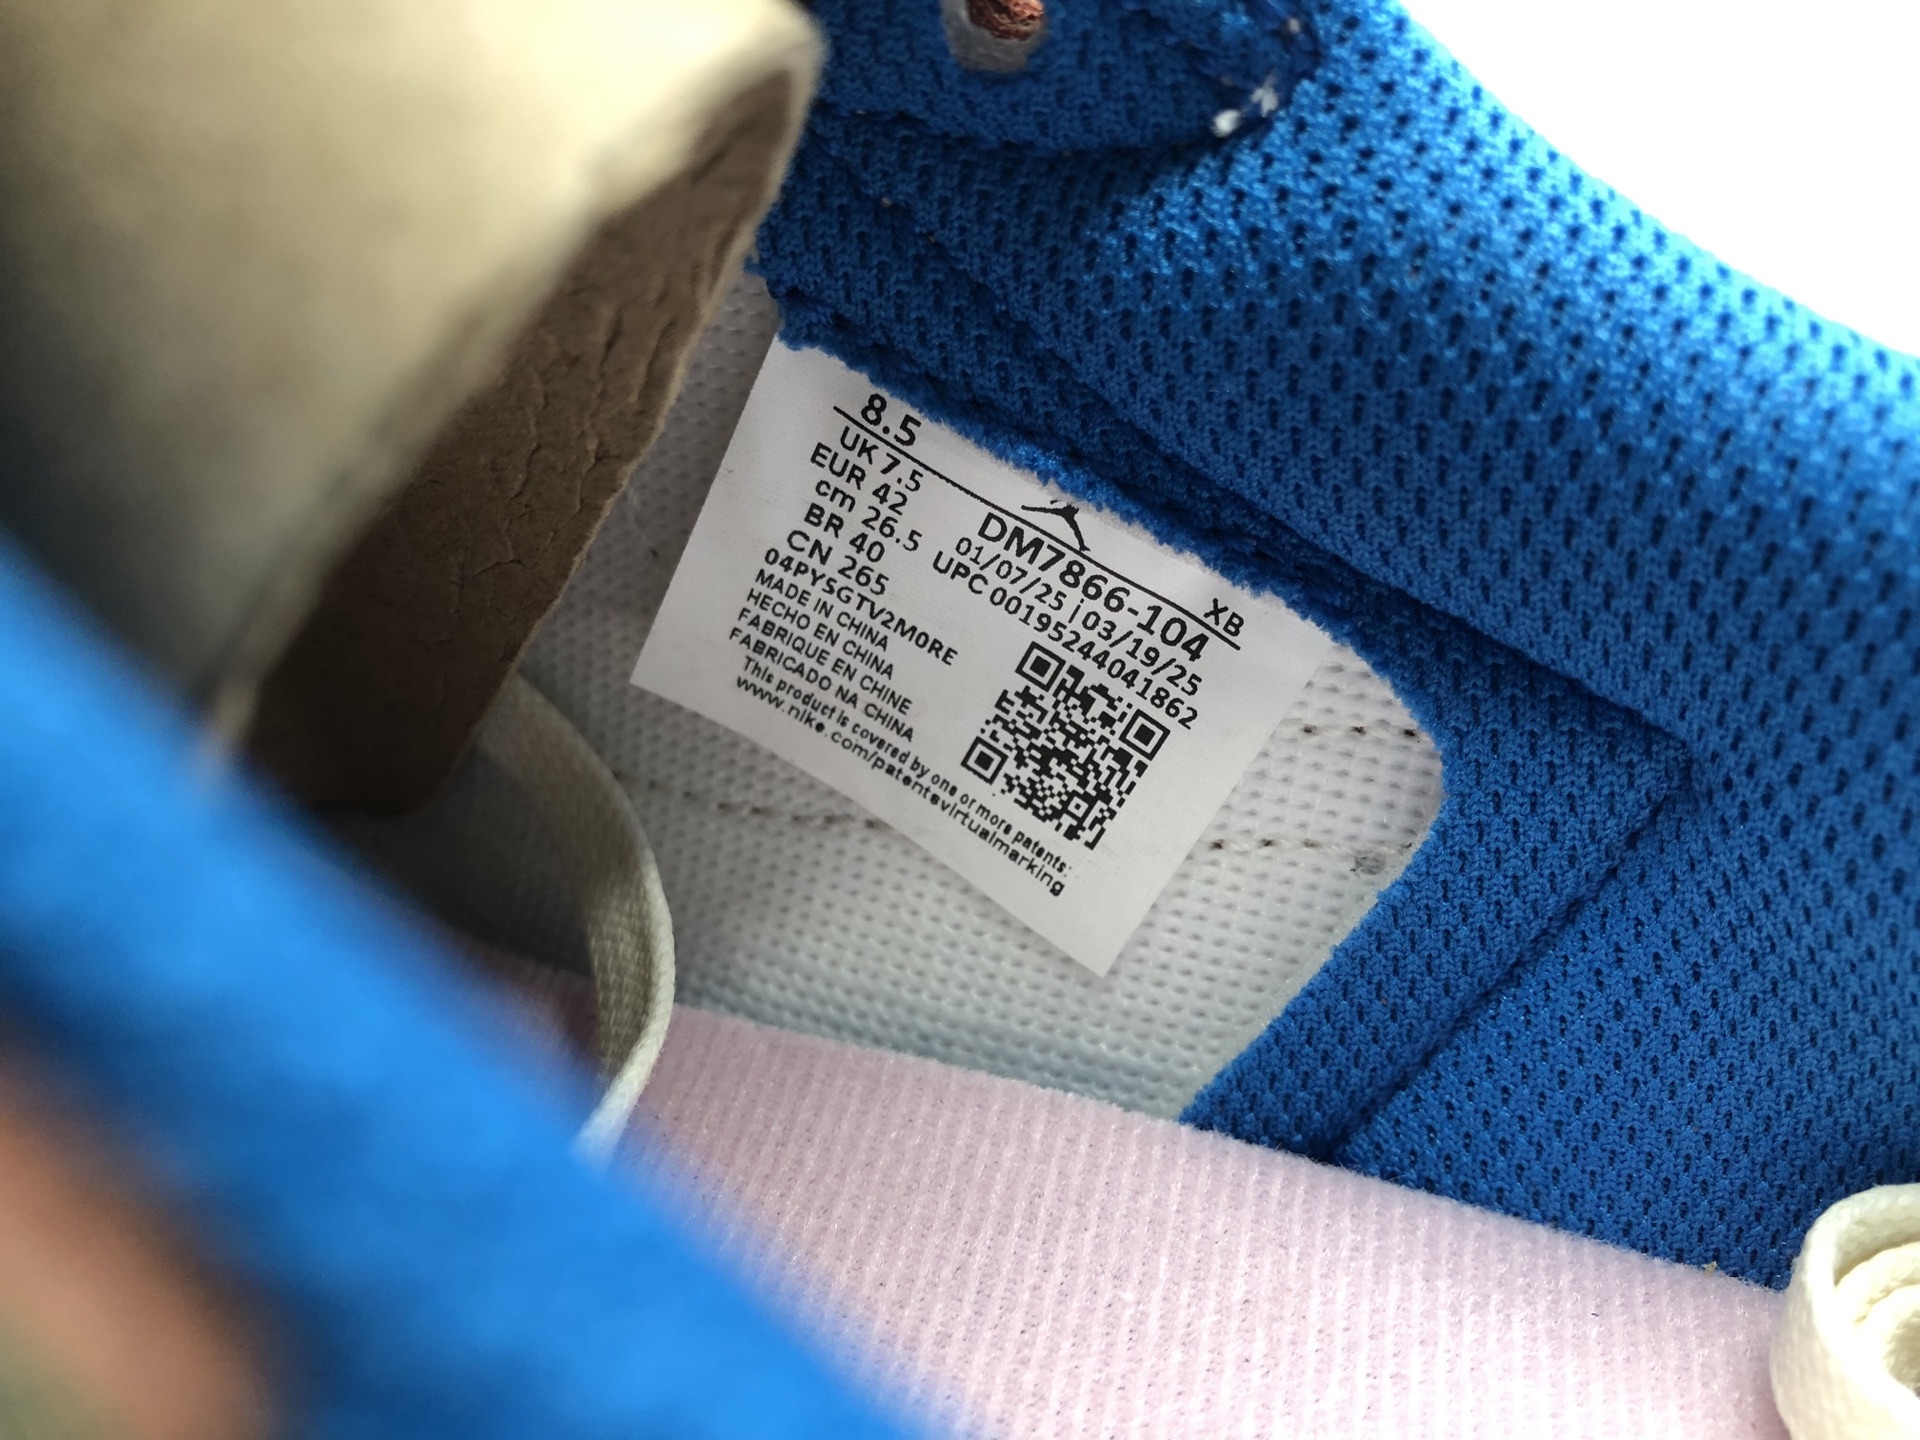 8.5
UK 7.5
EUR 42
cm 26.5
BR 40
CN 265
04PYSGTV2M0RE
MADE IN CHINA
HECHO EN CHINA
FABRIQUE EN CHINE
FABRICADO NA CHINA
This product is covered by one or more patents:
www.nike.com/patentsvirtualmarking
XB
DM7866-104
01/07/25 | 03/19/25
UPC 00195244041862